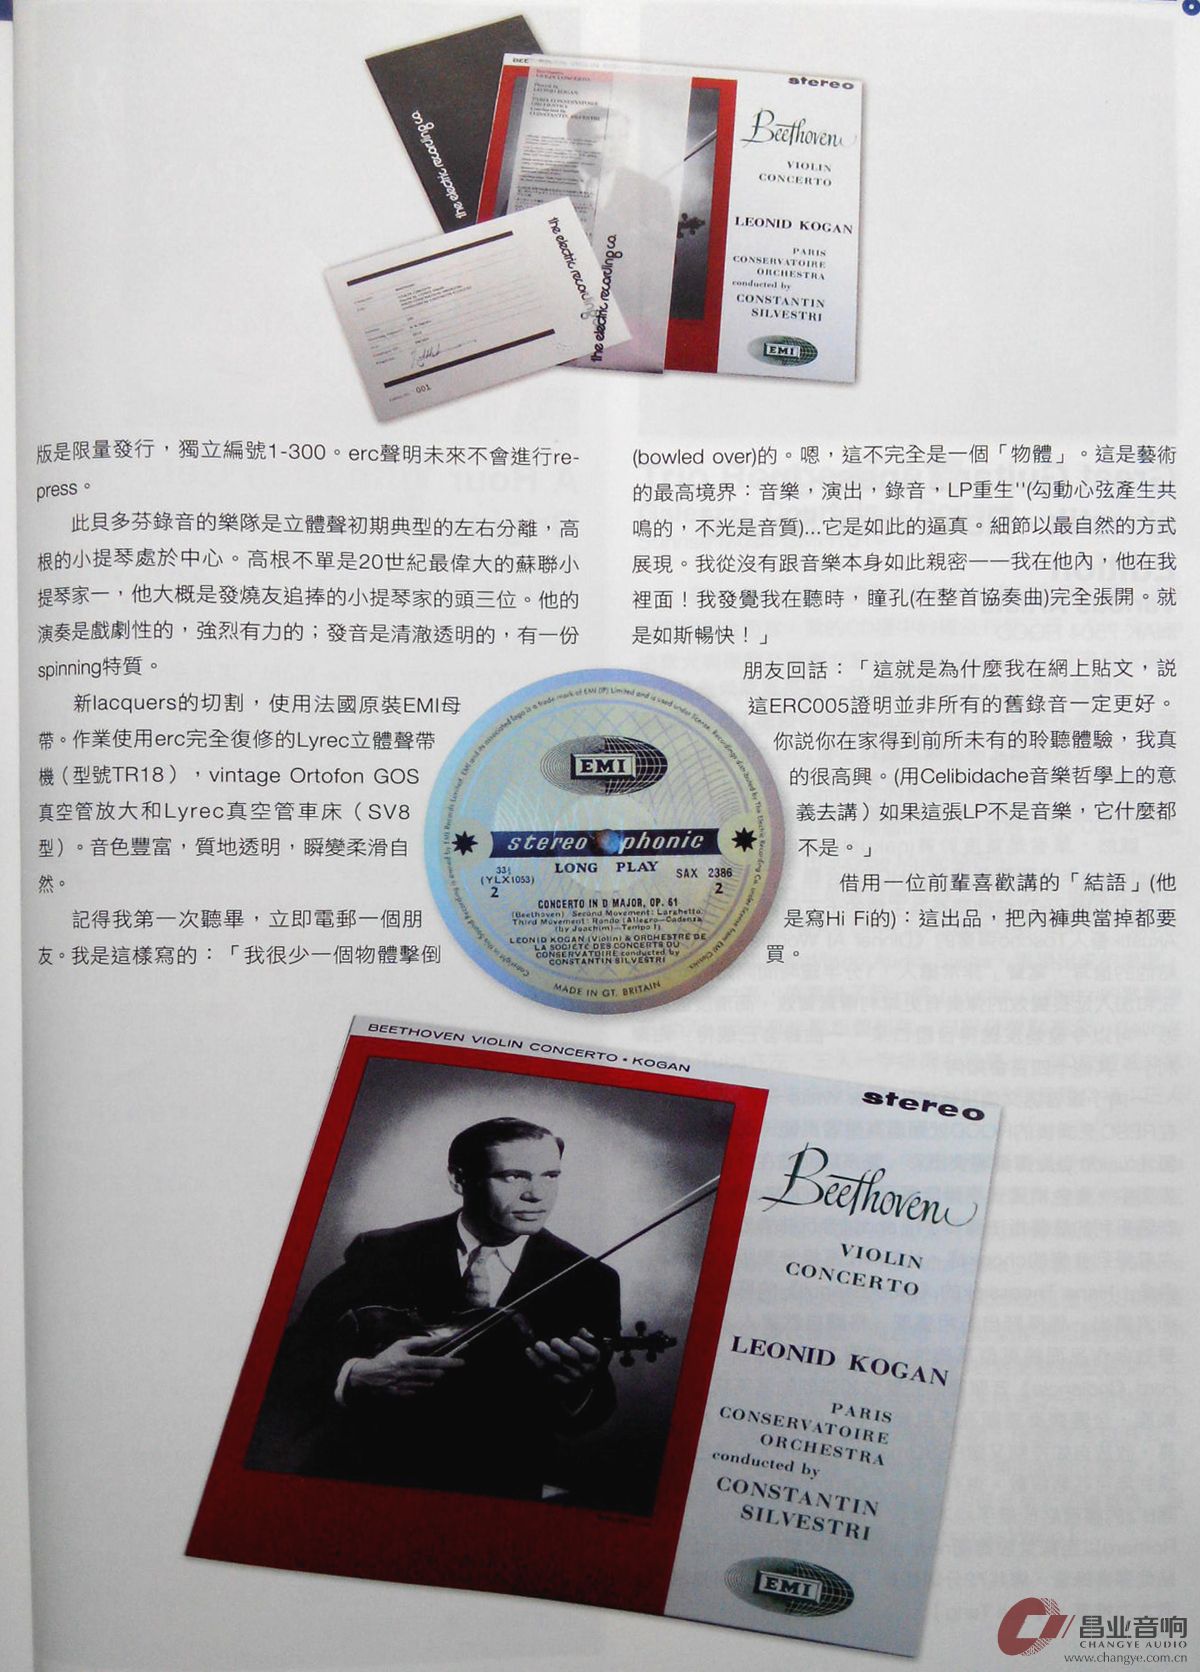 stereo
Beethoven
VIOLIN
CONCERTO
LEONID KOGAN
PARIS
CONSERVATOIRE
ORCHESTRA
conducted by
CONSTANTIN
SILVESTRI
EMI
the electric recording co.
the electric recording co.
the electric recording co.
001
版是限量發行，獨立編號1-300。erc聲明未來不會進行re-
press。
此貝多芬錄音的樂隊是立體聲初期典型的左右分離，高
根的小提琴處於中心。高根不單是20世紀最偉大的蘇聯小
提琴家一，他大概是發燒友追捧的小提琴家的頭三位。他的
演奏是戲劇性的，強烈有力的；發音是清澈透明的，有一份
spinning特質。
新lacquers的切割，使用法國原裝EMI母
帶。作業使用erc完全復修的Lyrec立體聲帶
機（型號TR18），vintage Ortofon GOS
真空管放大和Lyrec真空管車床（SV8
型）。音色豐富，質地透明，瞬變柔滑自
然。
記得我第一次聽畢，立即電郵一個朋
友。我是這樣寫的：「我很少一個物體擊倒
(bowled over)的。嗯，這不完全是一個「物體」。這是藝術
的最高境界：音樂，演出，錄音，LP重生"(勾動心弦產生共
鳴的，不光是音質)...它是如此的逼真。細節以最自然的方式
展現。我從沒有跟音樂本身如此親密一一我在他內，他在我
裡面！我發覺我在聽時，瞳孔(在整首協奏曲)完全張開。就
是如斯暢快！」
朋友回話：「這就是為什麼我在網上貼文，説
這ERC005證明並非所有的舊錄音一定更好。
你説你在家得到前所未有的聆聽體驗，我真
的很高興。(用Celibidache音樂哲學上的意
義去講）如果這張LP不是音樂，它什麼都
不是。」
借用一位前輩喜歡講的「結語」(他
是寫Hi Fi的)：這出品，把內褲典當掉都要
買。
EMI
stereophonic
LONG PLAY
33⅓
(YLX1053)
2
SAX 2386
2
CONCERTO IN D MAJOR, OP. 61
(Beethoven) Second Movement: Larghetto.
Third Movement: Rondo (Allegro—Cadenza
(by Joachim)—Tempo I)
LEONID KOGAN (Violin) & ORCHESTRE DE
LA SOCIÉTÉ DES CONCERTS DU
CONSERVATOIRE conducted by
CONSTANTIN SILVESTRI
MADE IN GT. BRITAIN
BEETHOVEN VIOLIN CONCERTO • KOGAN
stereo
Beethoven
VIOLIN
CONCERTO
LEONID KOGAN
PARIS
CONSERVATOIRE
ORCHESTRA
conducted by
CONSTANTIN
SILVESTRI
EMI
昌业音响
CHANGYE AUDIO
www.changye.com.cn